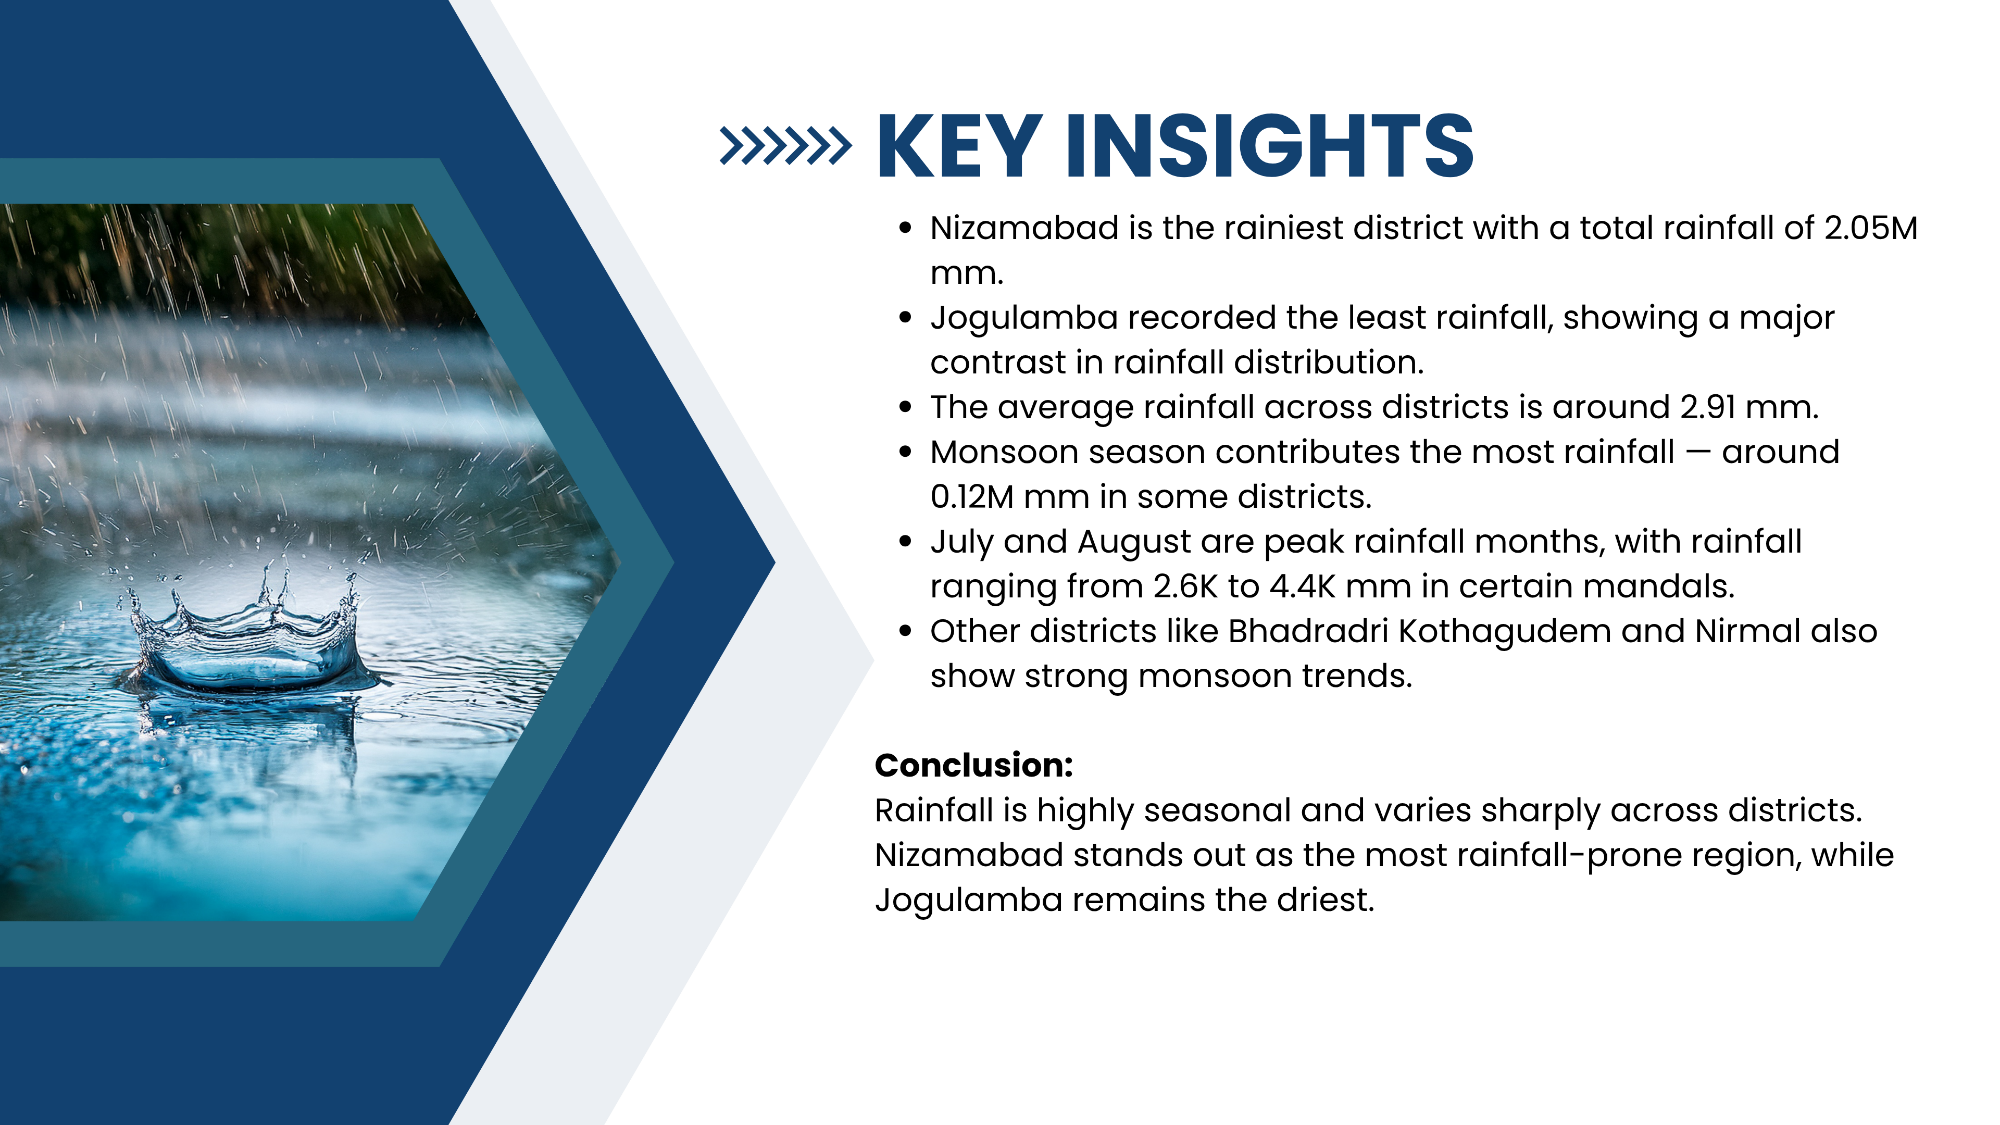 KEY INSIGHTS
• Nizamabad is the rainiest district with a total rainfall of 2.05M
mm.
• Jogulamba recorded the least rainfall, showing a major
contrast in rainfall distribution.
• The average rainfall across districts is around 2.91 mm.
• Monsoon season contributes the most rainfall — around
0.12M mm in some districts.
• July and August are peak rainfall months, with rainfall
ranging from 2.6K to 4.4K mm in certain mandals.
• Other districts like Bhadradri Kothagudem and Nirmal also
show strong monsoon trends.
Conclusion:
Rainfall is highly seasonal and varies sharply across districts.
Nizamabad stands out as the most rainfall-prone region, while
Jogulamba remains the driest.